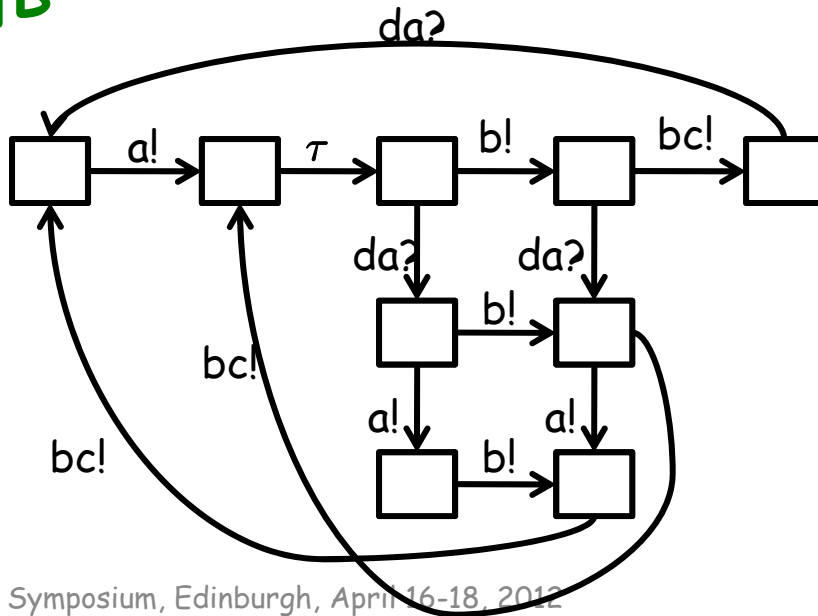 da?
a!
τ
b!
bc!
da?
da?
b!
bc!
a!
a!
bc!
b!
Symposium, Edinburgh, April 16-18, 2012